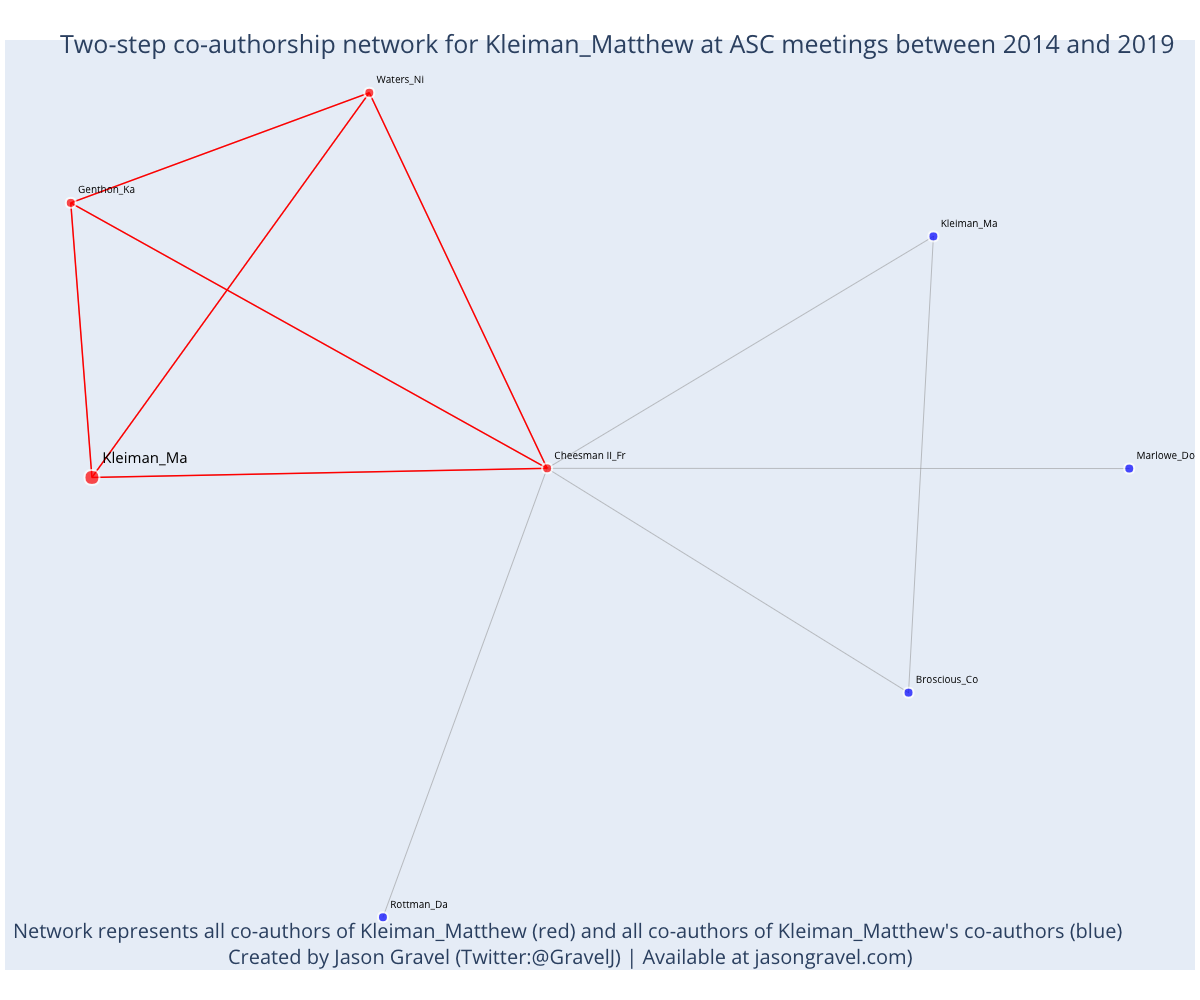 Two-step co-authorship network for Kleiman_Matthew at ASC meetings between 2014 and 2019
Waters_Ni
Genthon_Ka
Kleiman_Ma
Kleiman_Ma
Cheesman II_Fr
Marlowe_Do
Broscious_Co
Rottman_Da
Network represents all co-authors of Kleiman_Matthew (red) and all co-authors of Kleiman_Matthew's co-authors (blue)
Created by Jason Gravel (Twitter:@GravelJ) | Available at jasongravel.com)